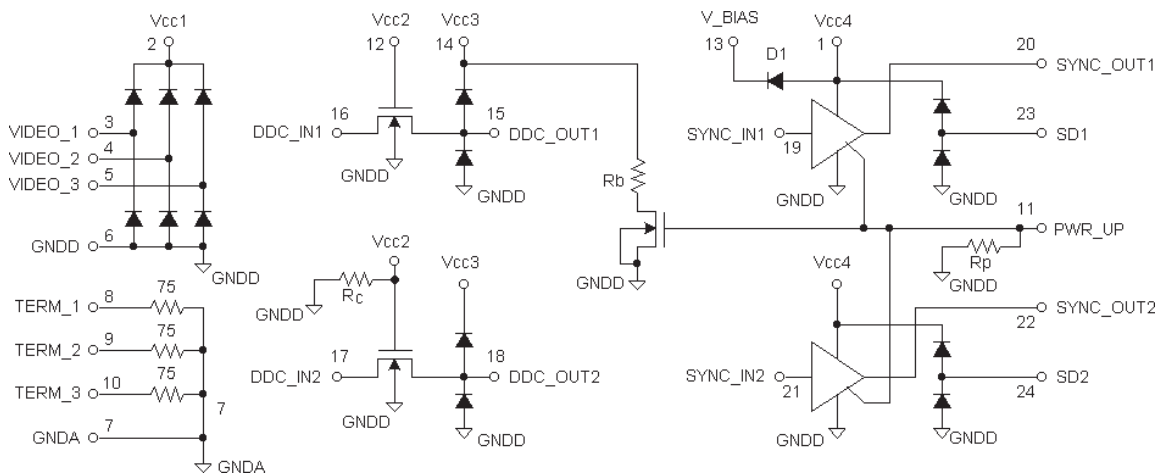 Vcc1
2
3
VIDEO_1
4
VIDEO_2
5
VIDEO_3
6
GNDD
GNDD
8
75
TERM_1
9
75
TERM_2
10
75
TERM_3
7
7
GNDA
GNDA
Vcc2
12
Vcc3
14
16
DDC_IN1
15
DDC_OUT1
GNDD
GNDD
Rb
GNDD
Vcc2
Rc
GNDD
Vcc3
17
DDC_IN2
18
DDC_OUT2
GNDD
GNDD
V_BIAS
13
D1
Vcc4
1
20
SYNC_OUT1
SYNC_IN1
19
23
SD1
GNDD
GNDD
11
PWR_UP
Rp
GNDD
Vcc4
SYNC_OUT2
22
SYNC_IN2
21
SD2
24
GNDD
GNDD